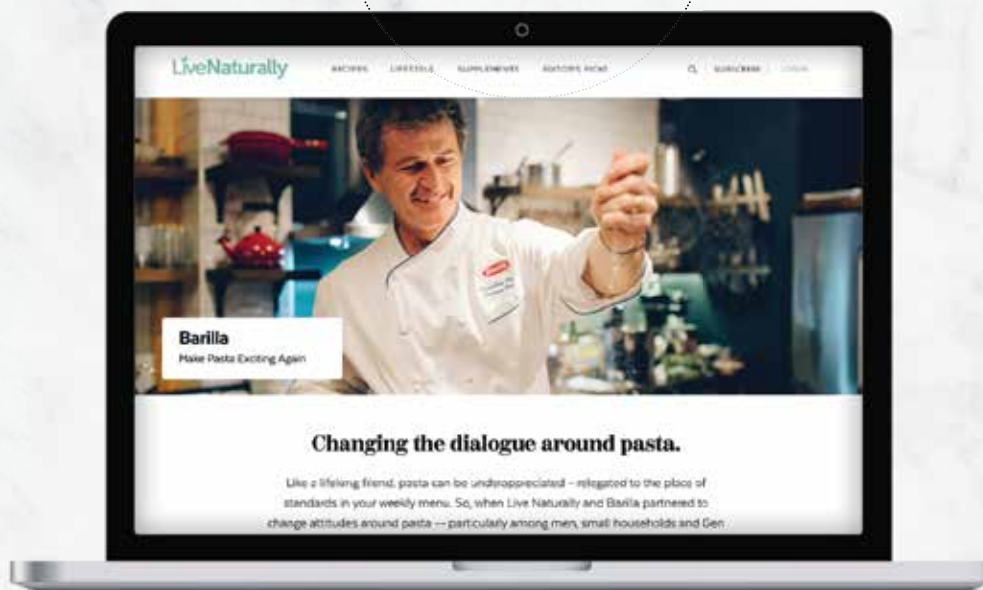 LiveNaturally
RECIPES LIFESTYLE SUPPLEMENTS EDITOR'S PICKS SUBSCRIBE LOGIN
Barilla
Make Pasta Exciting Again
Changing the dialogue around pasta.
Like a lifelong friend, pasta can be underappreciated – relegated to the place of
standards in your weekly menu. So, when Live Naturally and Barilla partnered to
change attitudes around pasta –– particularly among men, small households and Gen